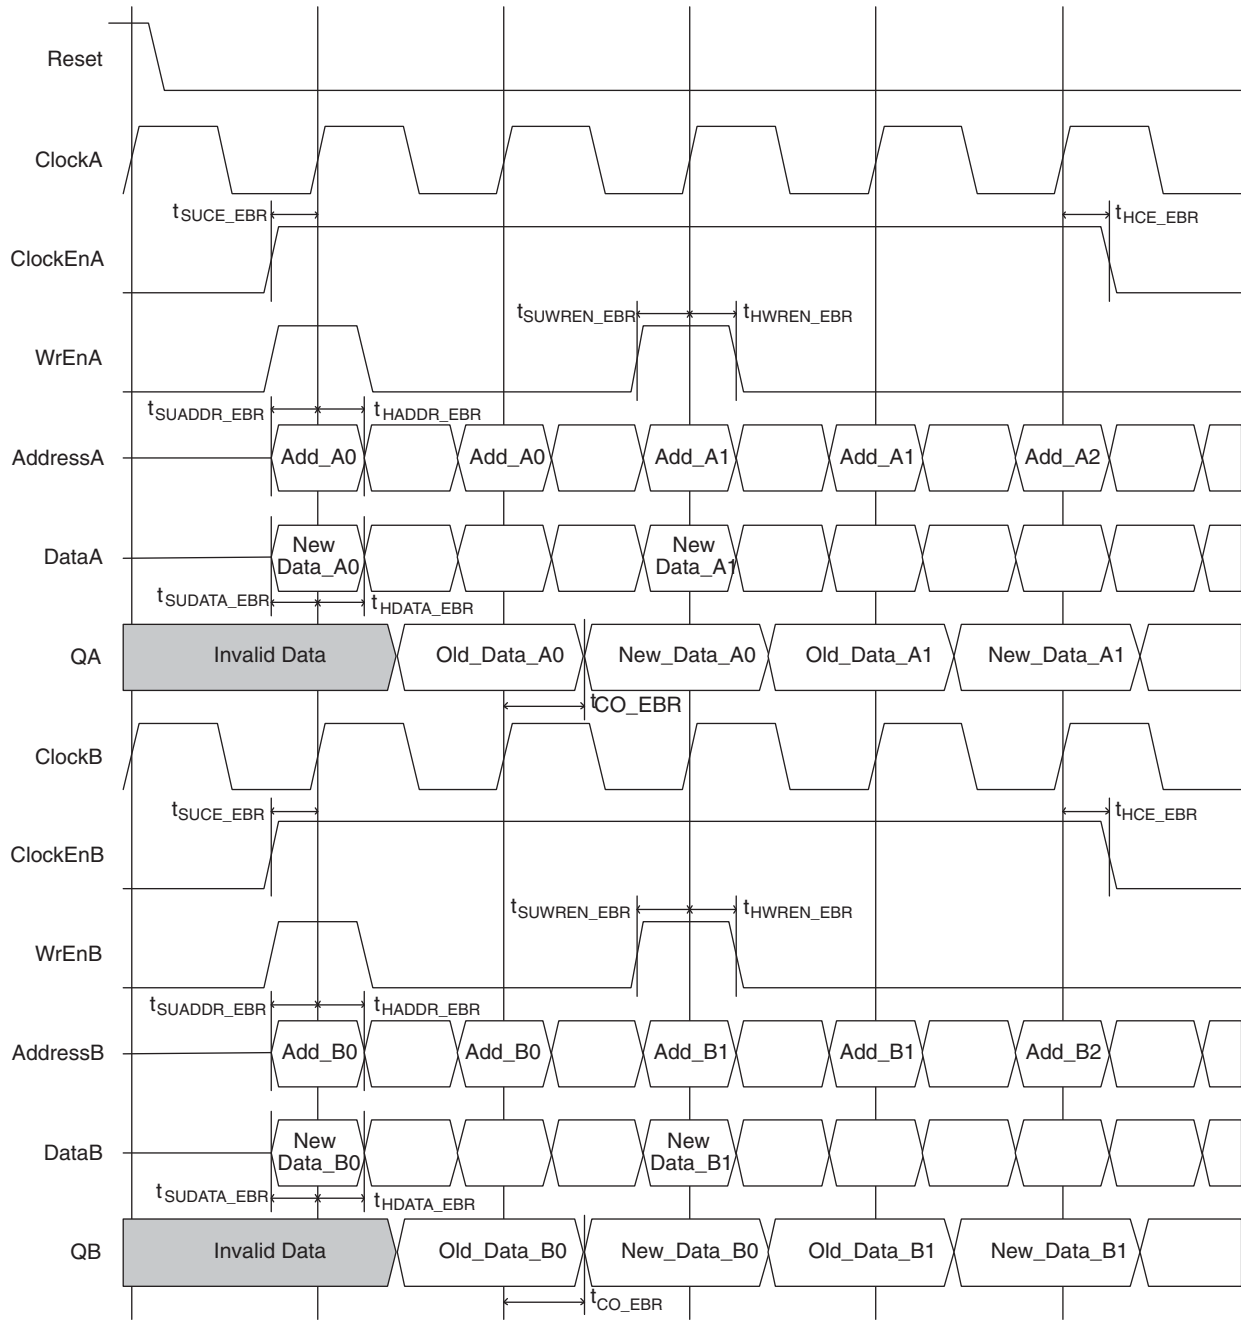 Reset
ClockA
tSUCE_EBR
tHCE_EBR
ClockEnA
tSUWREN_EBR
tHWREN_EBR
WrEnA
tSUADDR_EBR
tHADDR_EBR
AddressA
Add_A0
Add_A0
Add_A1
Add_A1
Add_A2
DataA
New
Data_A0
New
Data_A1
tSUDATA_EBR
tHDATA_EBR
QA
Invalid Data
Old_Data_A0
New_Data_A0
Old_Data_A1
New_Data_A1
tCO_EBR
ClockB
tSUCE_EBR
tHCE_EBR
ClockEnB
tSUWREN_EBR
tHWREN_EBR
WrEnB
tSUADDR_EBR
tHADDR_EBR
AddressB
Add_B0
Add_B0
Add_B1
Add_B1
Add_B2
DataB
New
Data_B0
New
Data_B1
tSUDATA_EBR
tHDATA_EBR
QB
Invalid Data
Old_Data_B0
New_Data_B0
Old_Data_B1
New_Data_B1
tCO_EBR